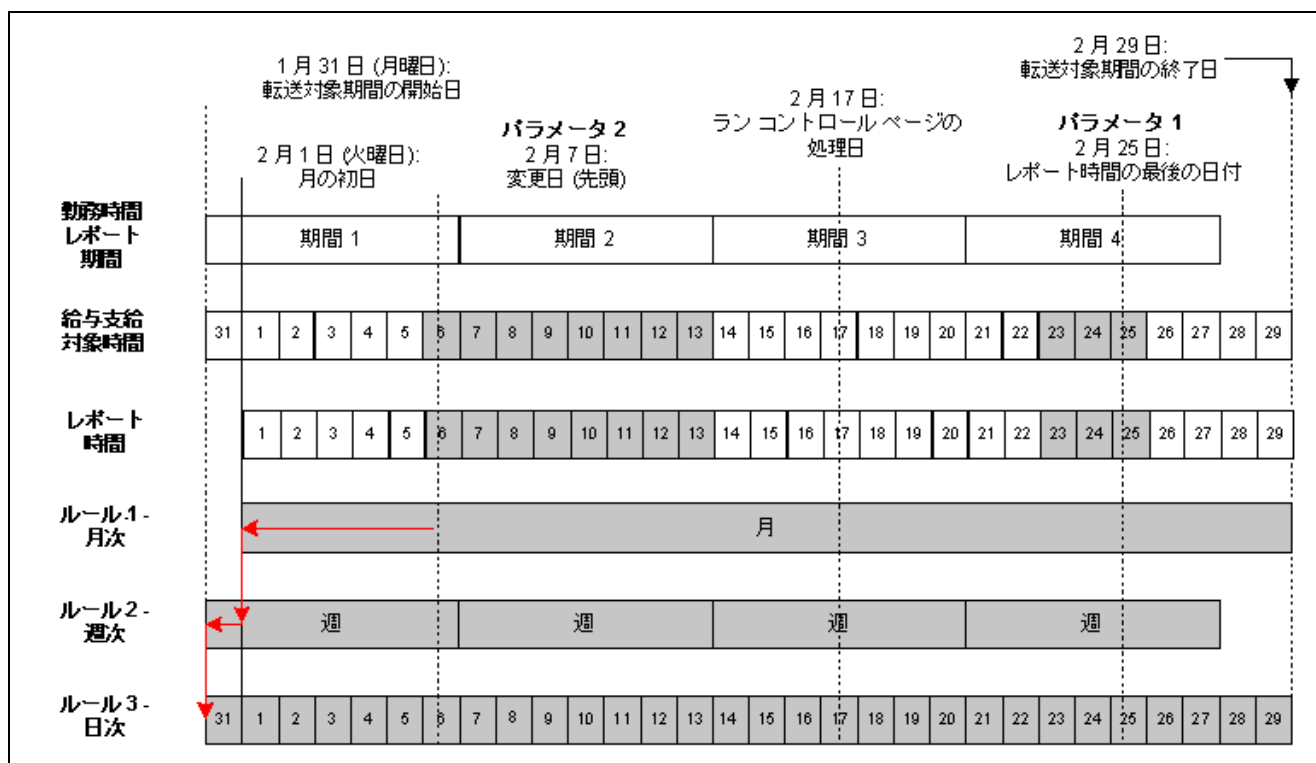 1 月 31 日 (月曜日):
転送対象期間の開始日
2 月 29 日:
転送対象期間の終了日
2 月 17 日:
ラン コントロール ページの
処理日
パラメータ 2
2 月 7 日:
変更日 (先頭)
パラメータ 1
2 月 25 日:
レポート時間の最後の日付
2 月 1 日 (火曜日):
月の初日
勤務時間
レポート
期間
期間 1 期間 2 期間 3 期間 4
給与支給
対象時間
31 1 2 3 4 5 6 7 8 9 10 11 12 13 14 15 16 17 18 19 20 21 22 23 24 25 26 27 28 29
レポート
時間
1 2 3 4 5 6 7 8 9 10 11 12 13 14 15 16 17 18 19 20 21 22 23 24 25 26 27 28 29
ルール 1 -
月次
月
ルール 2 -
週次
週 週 週 週
ルール 3 -
日次
31 1 2 3 4 5 6 7 8 9 10 11 12 13 14 15 16 17 18 19 20 21 22 23 24 25 26 27 28 29